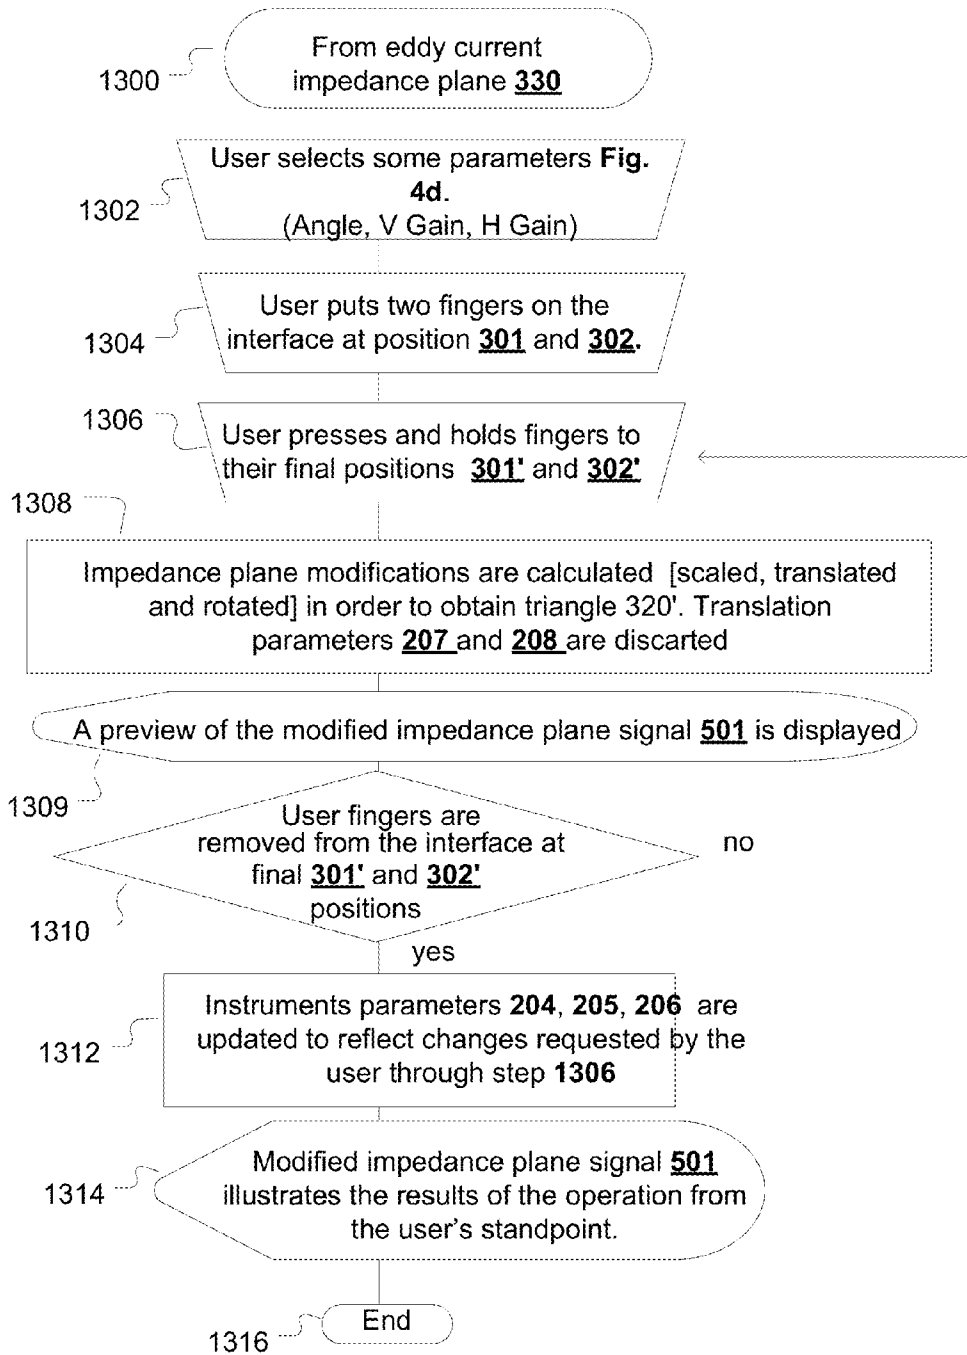 From eddy current
impedance plane 330
1300
User selects some parameters Fig.
4d.
(Angle, V Gain, H Gain)
1302
User puts two fingers on the
interface at position 301 and 302.
1304
1306
User presses and holds fingers to
their final positions 301' and 302'
1308
Impedance plane modifications are calculated [scaled, translated
and rotated] in order to obtain triangle 320'. Translation
parameters 207 and 208 are discarted
A preview of the modified impedance plane signal 501 is displayed
1309
User fingers are
removed from the interface at
final 301' and 302'
positions
no
1310
yes
Instruments parameters 204, 205, 206 are
updated to reflect changes requested by the
user through step 1306
1312
Modified impedance plane signal 501
illustrates the results of the operation from
the user's standpoint.
1314
End
1316